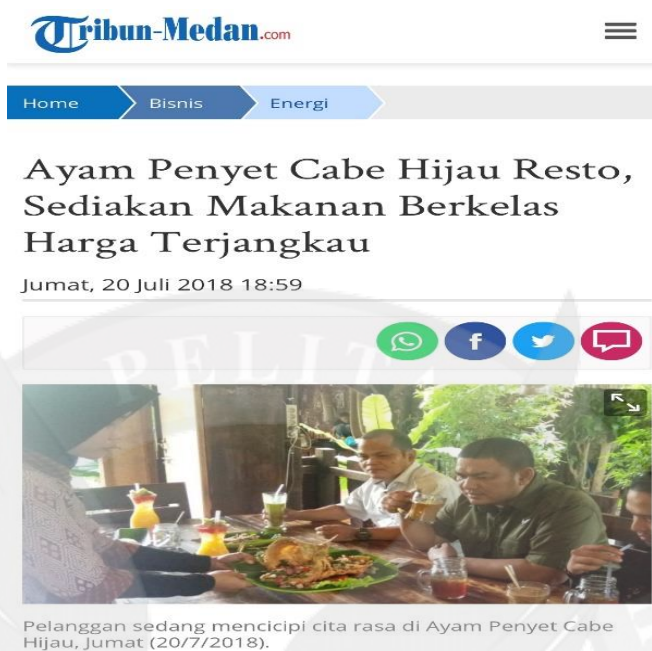 Tribun-Medan.com
Home Bisnis Energi
Ayam Penyet Cabe Hijau Resto,
Sediakan Makanan Berkelas
Harga Terjangkau
Jumat, 20 Juli 2018 18:59
PELITA
Pelanggan sedang mencicipi cita rasa di Ayam Penyet Cabe
Hijau, Jumat (20/7/2018).